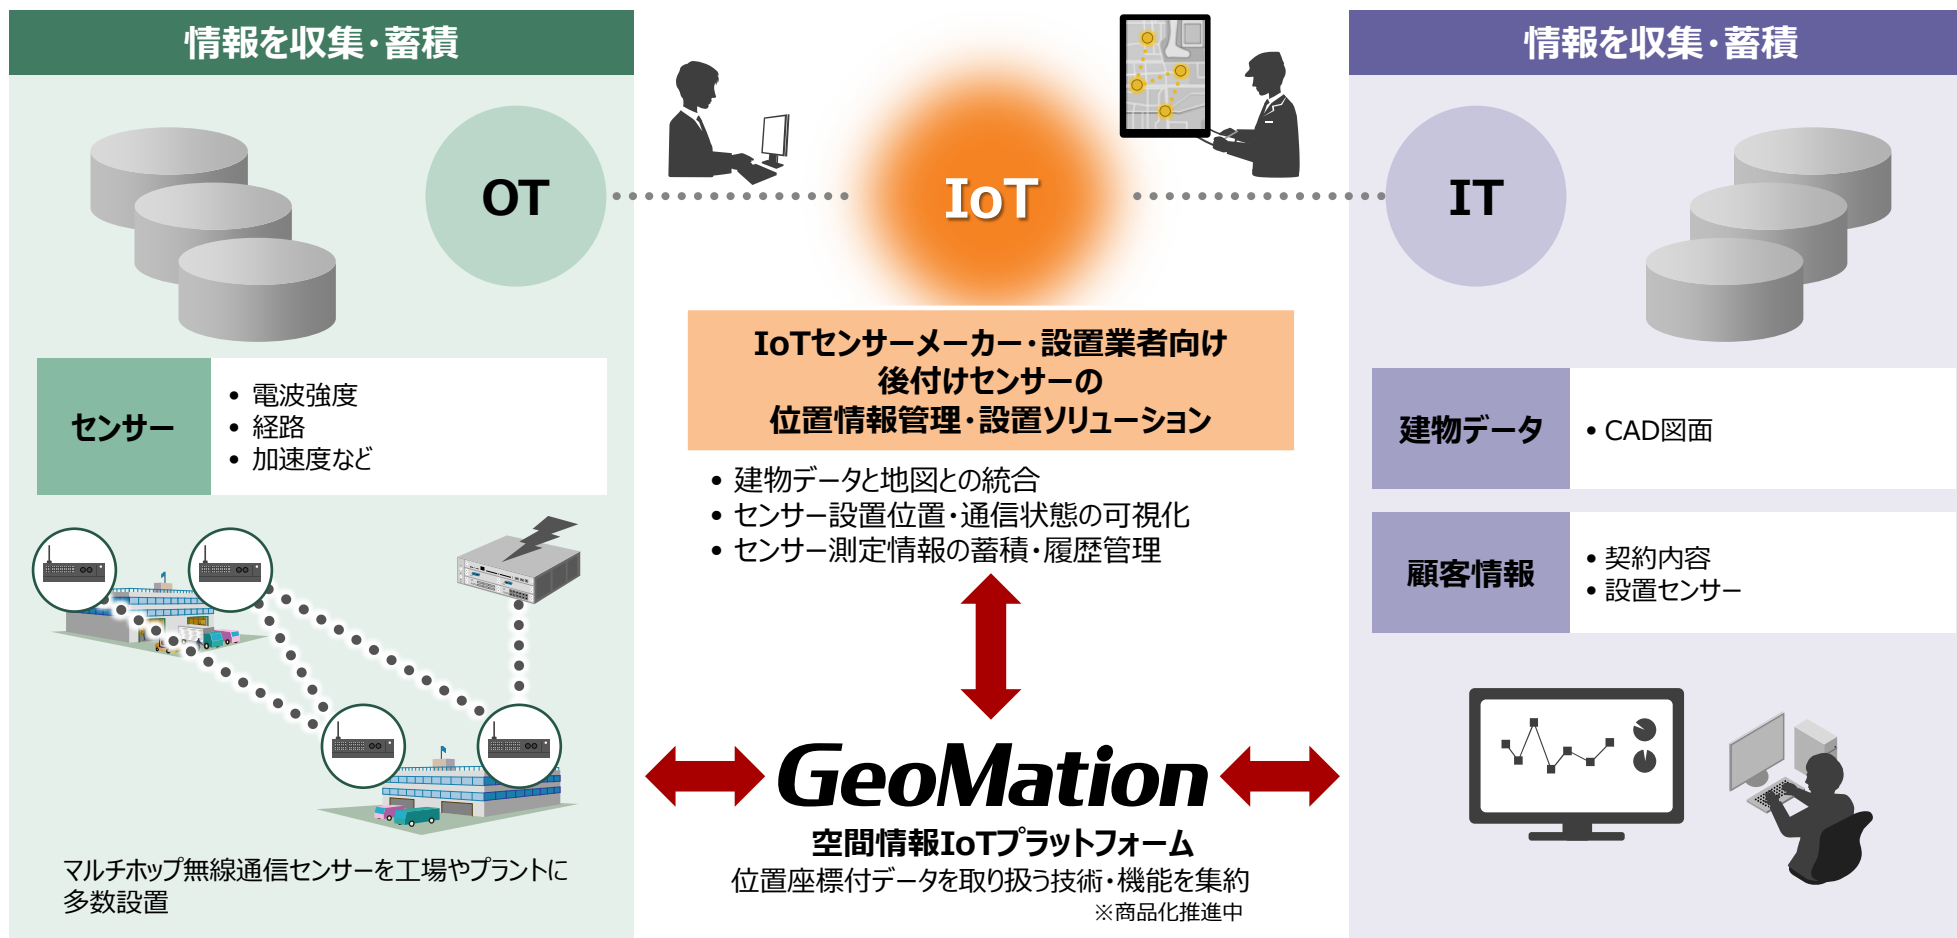 情報を収集・蓄積
OT
センサー
• 電波強度
• 経路
• 加速度など
マルチホップ無線通信センサーを工場やプラントに
多数設置
IoT
IoTセンサーメーカー・設置業者向け
後付けセンサーの
位置情報管理・設置ソリューション
• 建物データと地図との統合
• センサー設置位置・通信状態の可視化
• センサー測定情報の蓄積・履歴管理
GeoMation
空間情報IoTプラットフォーム
位置座標付データを取り扱う技術・機能を集約
※商品化推進中
情報を収集・蓄積
IT
建物データ
• CAD図面
顧客情報
• 契約内容
• 設置センサー